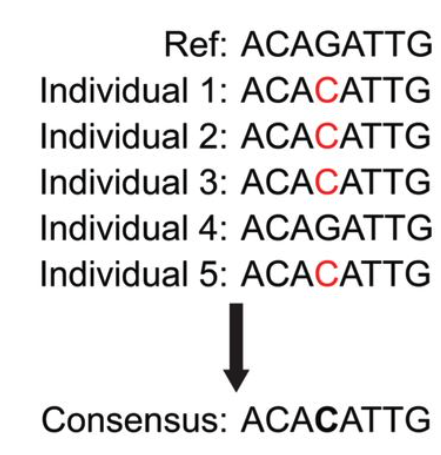 Ref: ACAGATTG
Individual 1: ACACATTG
Individual 2: ACACATTG
Individual 3: ACACATTG
Individual 4: ACAGATTG
Individual 5: ACACATTG
Consensus: ACACATTG